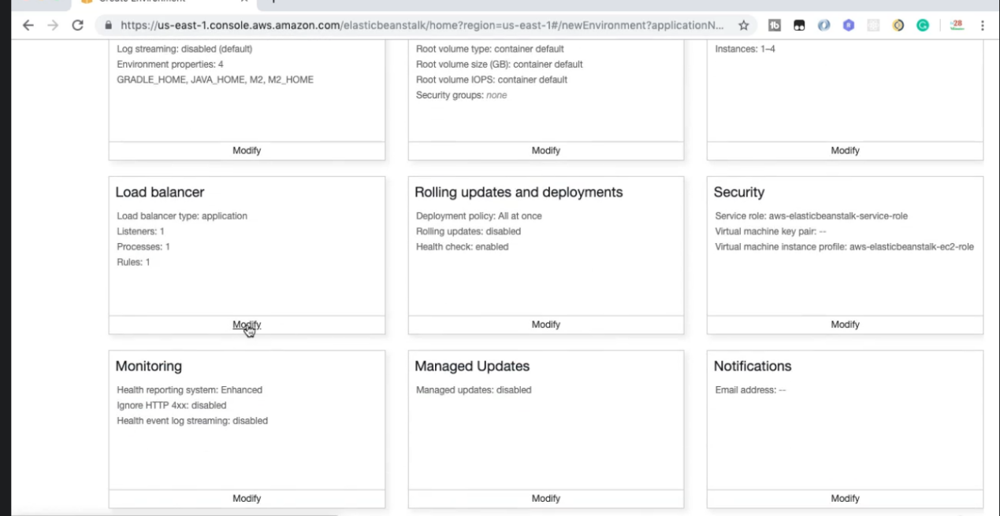 Create Environment
https://us-east-1.console.aws.amazon.com/elasticbeanstalk/home?region=us-east-1#/newEnvironment?applicationN...
28
Log streaming: disabled (default)
Environment properties: 4
GRADLE_HOME, JAVA_HOME, M2, M2_HOME
Modify
Root volume type: container default
Root volume size (GB): container default
Root volume IOPS: container default
Security groups: none
Modify
Instances: 1–4
Modify
Load balancer
Load balancer type: application
Listeners: 1
Processes: 1
Rules: 1
Modify
Rolling updates and deployments
Deployment policy: All at once
Rolling updates: disabled
Health check: enabled
Modify
Security
Service role: aws-elasticbeanstalk-service-role
Virtual machine key pair: --
Virtual machine instance profile: aws-elasticbeanstalk-ec2-role
Modify
Monitoring
Health reporting system: Enhanced
Ignore HTTP 4xx: disabled
Health event log streaming: disabled
Modify
Managed Updates
Managed updates: disabled
Modify
Notifications
Email address: --
Modify